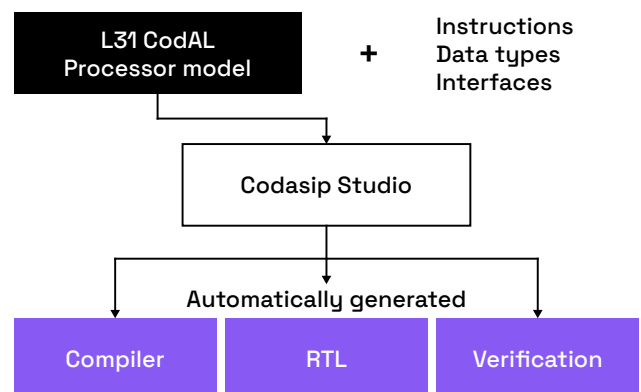 L31 CodAL
Processor model
+
Instructions
Data types
Interfaces
Codasip Studio
Automatically generated
Compiler
RTL
Verification